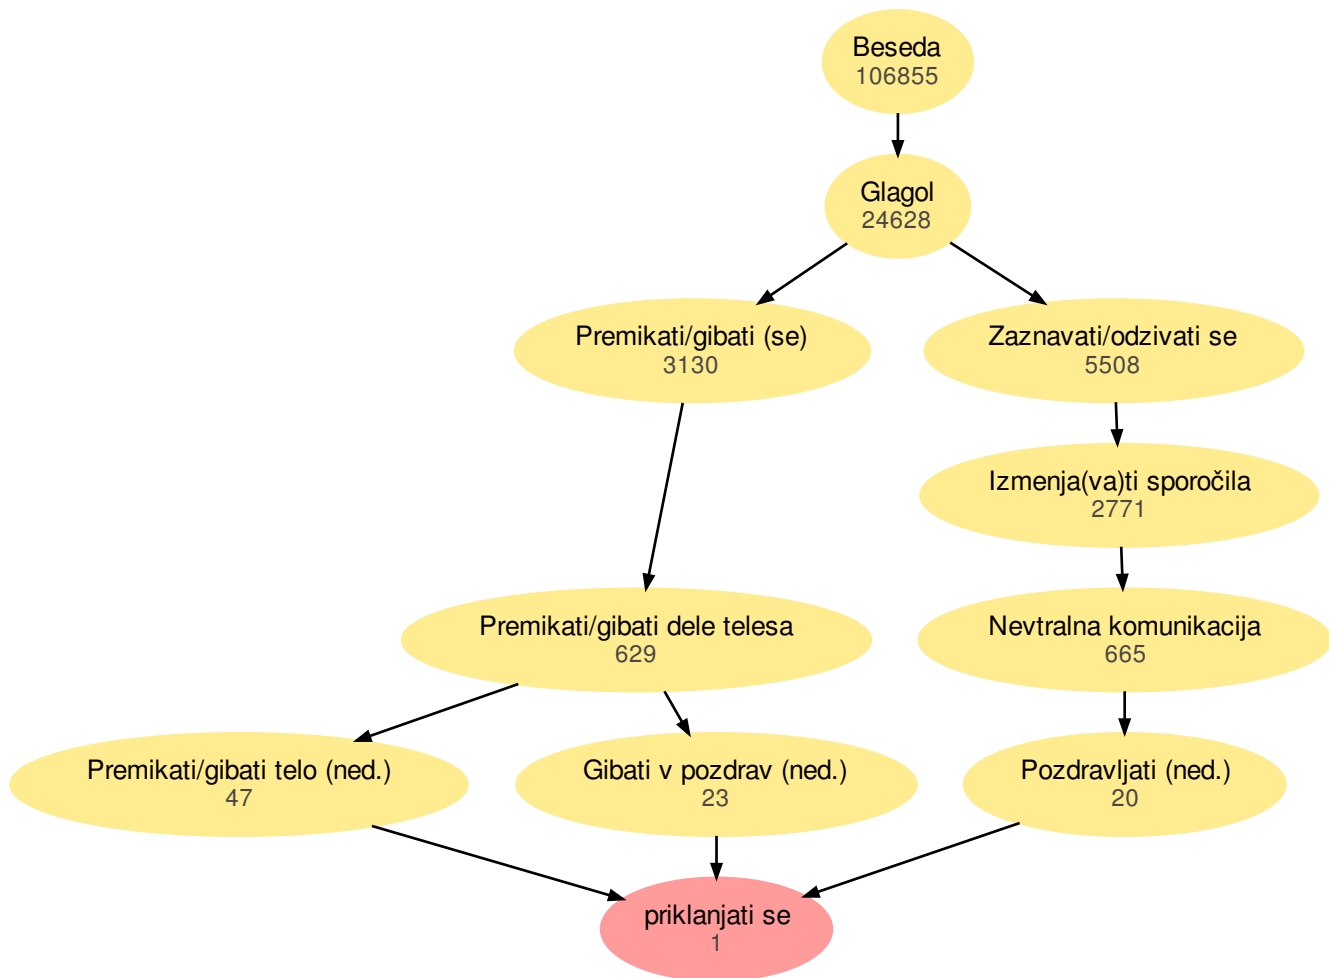 Beseda
106855
Glagol
24628
Premikati/gibati (se)
3130
Zaznavati/odzivati se
5508
Izmenja(va)ti sporočila
2771
Premikati/gibati dele telesa
629
Nevtralna komunikacija
665
Premikati/gibati telo (ned.)
47
Gibati v pozdrav (ned.)
23
Pozdravljati (ned.)
20
priklanjati se
1